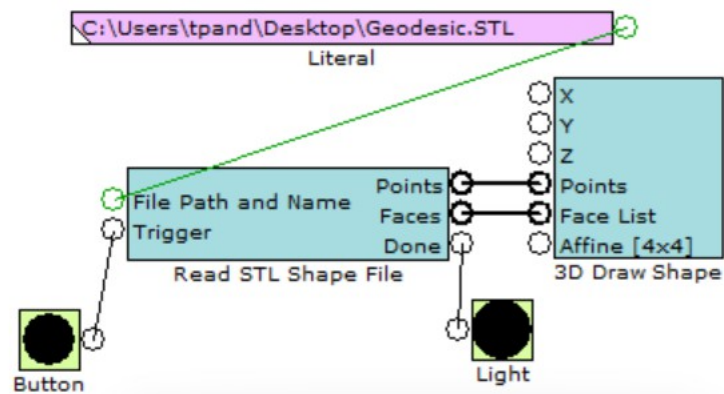 C:\Users\tpand\Desktop\Geodesic.STL
Literal
X
Y
Z
Points
Face List
Affine [4x4]
3D Draw Shape
File Path and Name
Trigger
Points
Faces
Done
Read STL Shape File
Button
Light